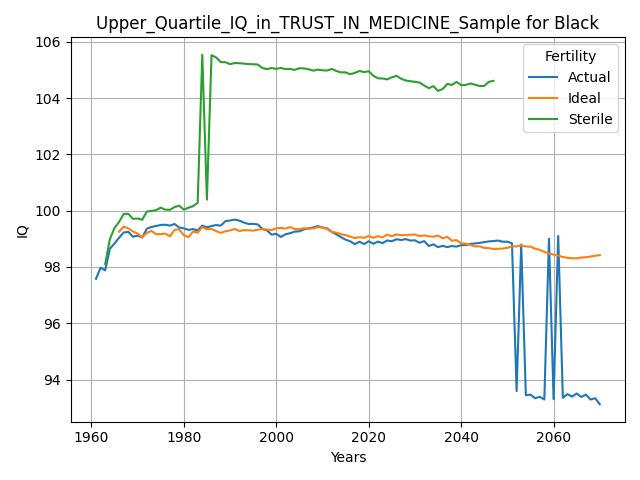 Upper_Quartile_IQ_in_TRUST_IN_MEDICINE_Sample for Black
Fertility
Actual
Ideal
Sterile
106
104
102
100
98
96
94
IQ
1960
1980
2000
2020
2040
2060
Years